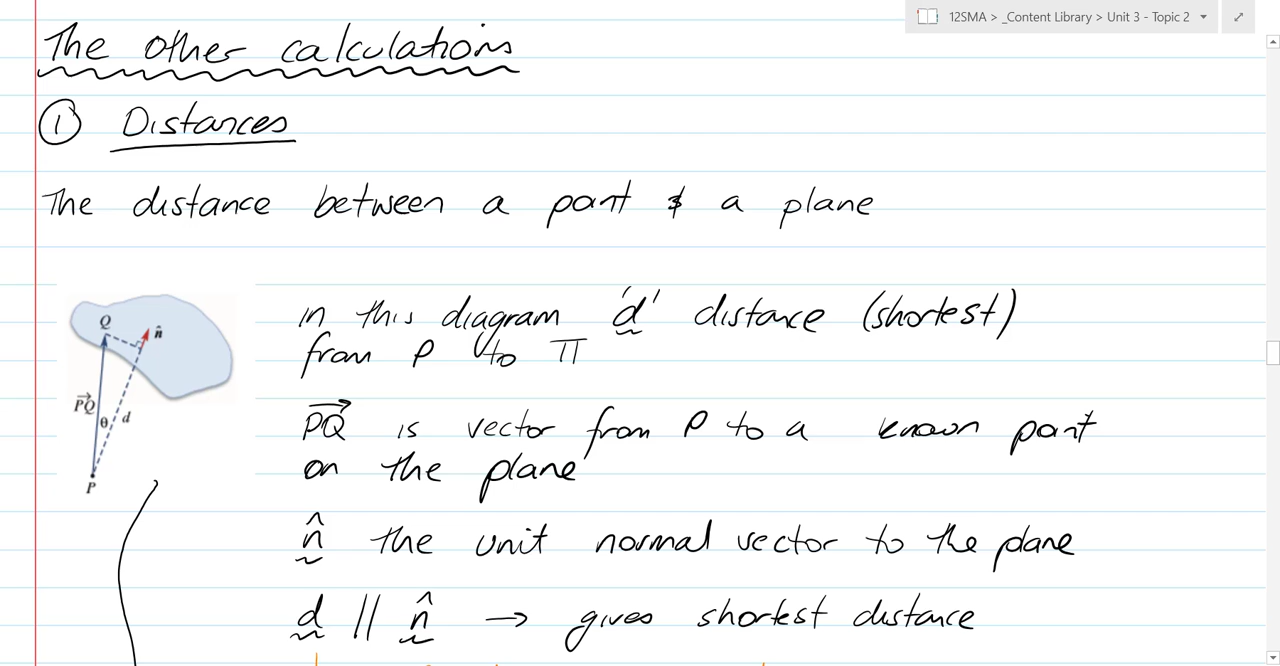 12SMA > _Content Library > Unit 3 - Topic 2
The other calculations
① Distances
The distance between a point & a plane
In this diagram 'd' distance (shortest)
from P to π
PQ is vector from P to a known point
on the plane
n̂ the unit normal vector to the plane
d // n̂ → gives shortest distance
Q
n̂
PQ
θ
d
P